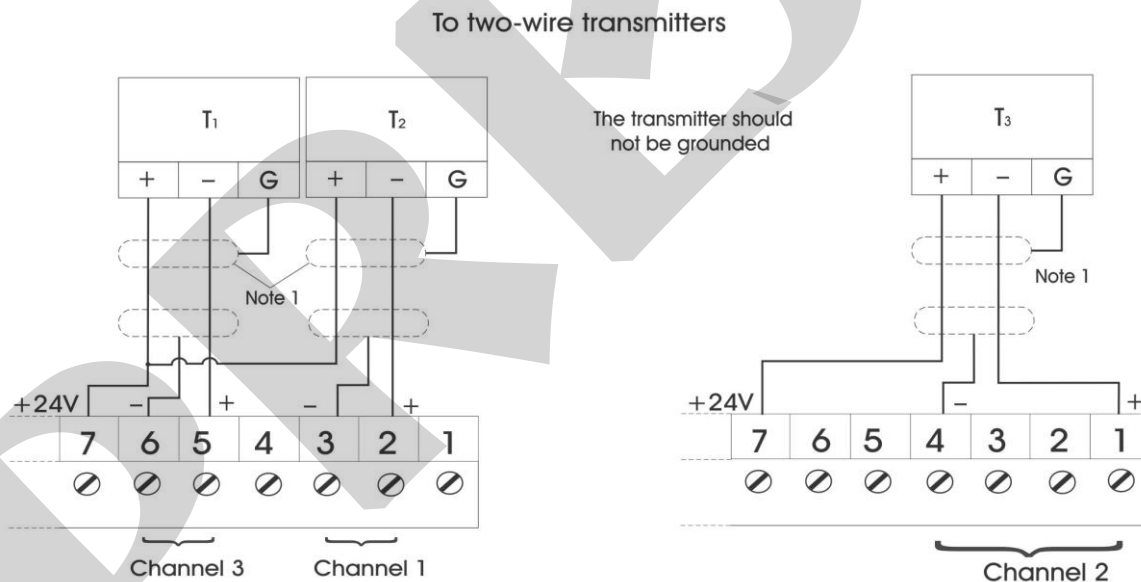 To two-wire transmitters
T1 T2
The transmitter should
not be grounded
T3
+ − G + − G
+ − G
Note 1
Note 1
+24V − + − +
+24V − +
7 6 5 4 3 2 1
7 6 5 4 3 2 1
Channel 3 Channel 1
Channel 2